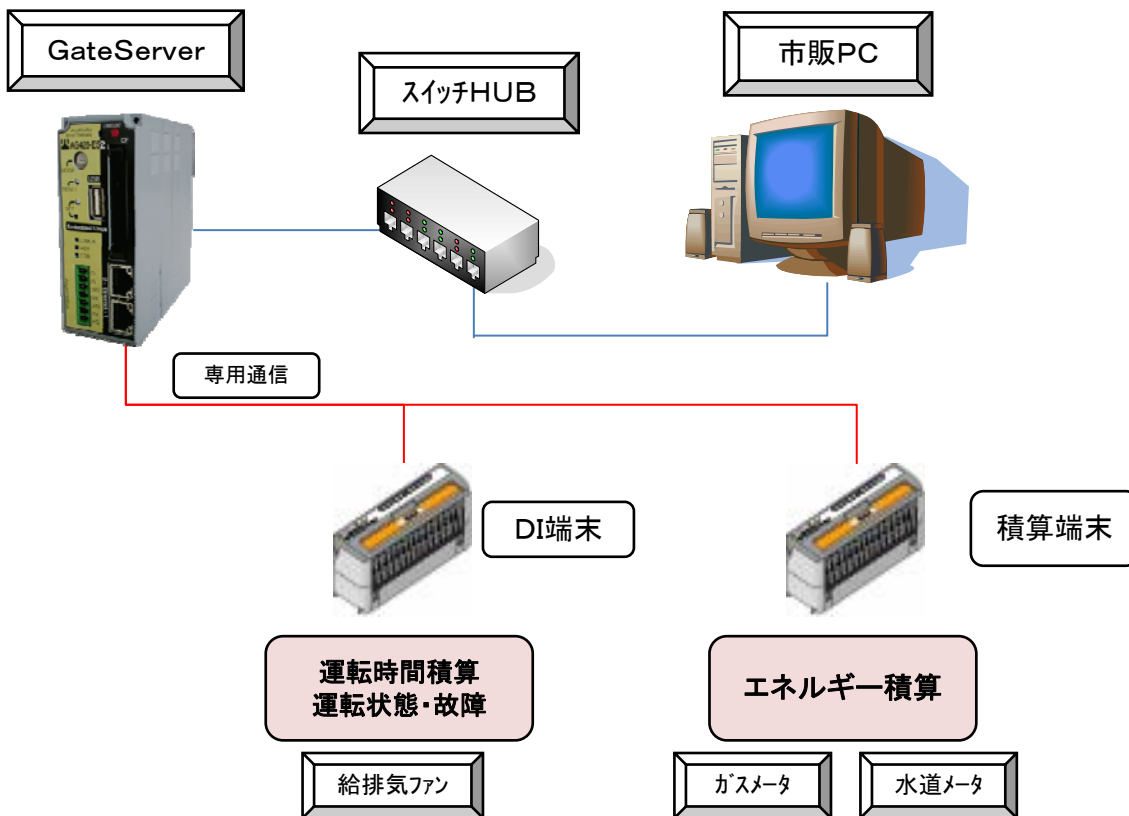 GateServer
スイッチHUB
市販PC
AG420-ES2
専用通信
DI端末
積算端末
運転時間積算
運転状態・故障
エネルギー積算
給排気ファン
ガスメータ
水道メータ